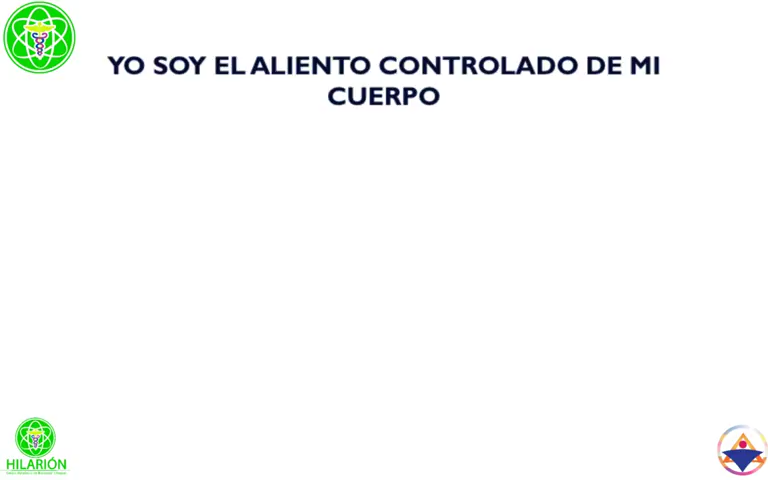 YO SOY EL ALIENTO CONTROLADO DE MI
CUERPO
HILARIÓN